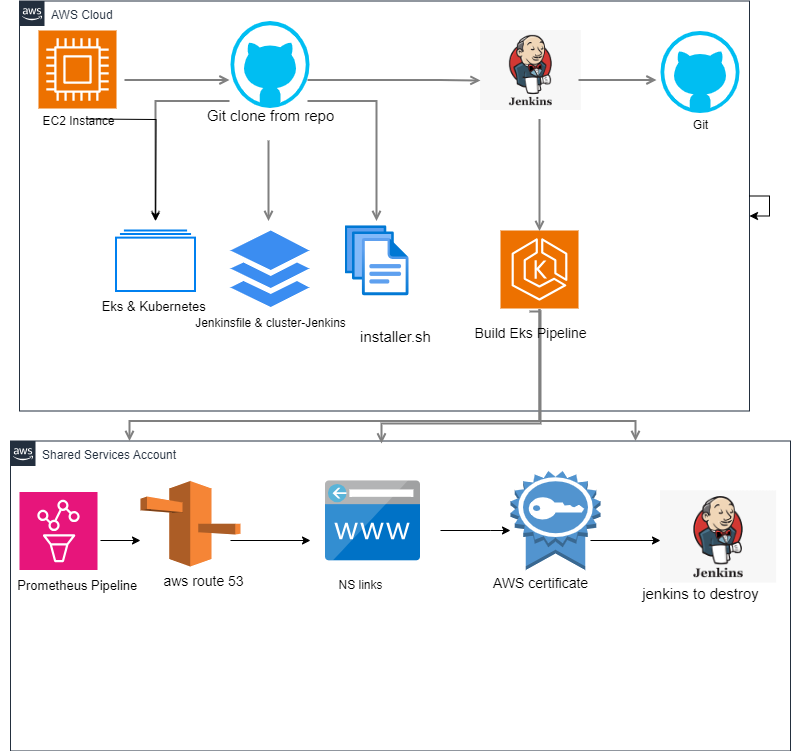 aws
AWS Cloud
Jenkins
EC2 Instance
Git clone from repo
Git
K
Eks & Kubernetes
Jenkinsfile & cluster-Jenkins
installer.sh
Build Eks Pipeline
aws
Shared Services Account
WWW
Jenkins
Prometheus Pipeline
aws route 53
NS links
AWS certificate
jenkins to destroy